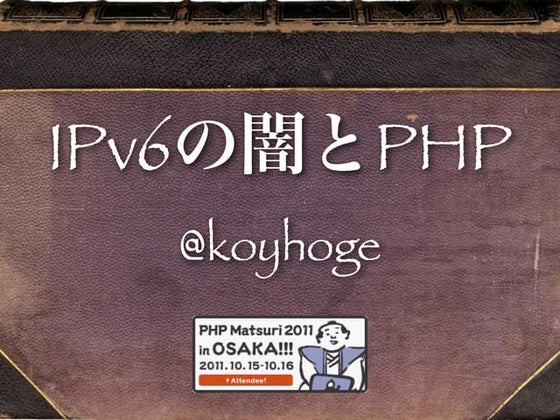 IPv6の闇とPHP
@koyhoge
PHP Matsuri 2011
in OSAKA!!!
2011.10.15-10.16
Attendee!